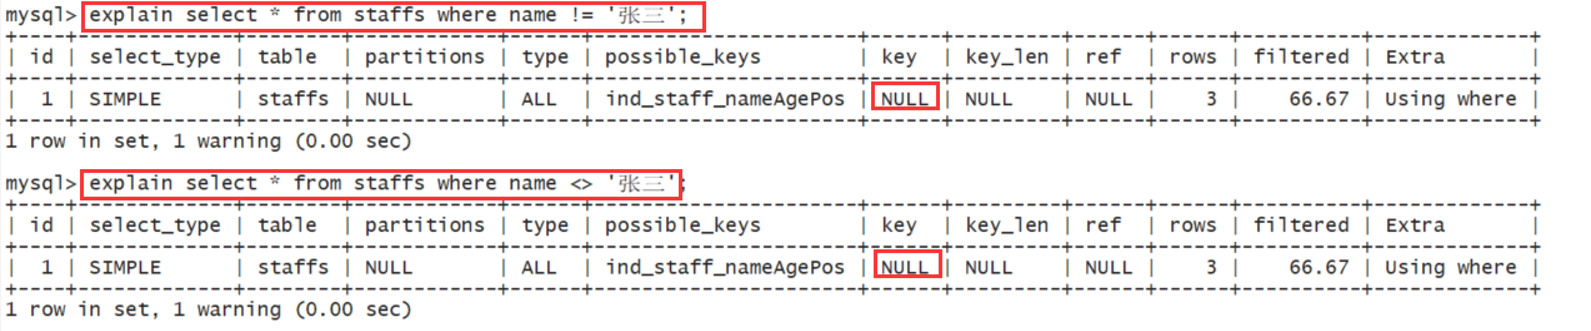 mysql> explain select * from staffs where name != '张三';
+----+-------------+--------+------------+------+---------------------+------+---------+------+------+----------+-------------+
| id | select_type | table | partitions | type | possible_keys | key | key_len | ref | rows | filtered | Extra |
+----+-------------+--------+------------+------+---------------------+------+---------+------+------+----------+-------------+
| 1 | SIMPLE | staffs | NULL | ALL | ind_staff_nameAgePos | NULL | NULL | NULL | 3 | 66.67 | Using where |
+----+-------------+--------+------------+------+---------------------+------+---------+------+------+----------+-------------+
1 row in set, 1 warning (0.00 sec)
mysql> explain select * from staffs where name <> '张三';
+----+-------------+--------+------------+------+---------------------+------+---------+------+------+----------+-------------+
| id | select_type | table | partitions | type | possible_keys | key | key_len | ref | rows | filtered | Extra |
+----+-------------+--------+------------+------+---------------------+------+---------+------+------+----------+-------------+
| 1 | SIMPLE | staffs | NULL | ALL | ind_staff_nameAgePos | NULL | NULL | NULL | 3 | 66.67 | Using where |
+----+-------------+--------+------------+------+---------------------+------+---------+------+------+----------+-------------+
1 row in set, 1 warning (0.00 sec)